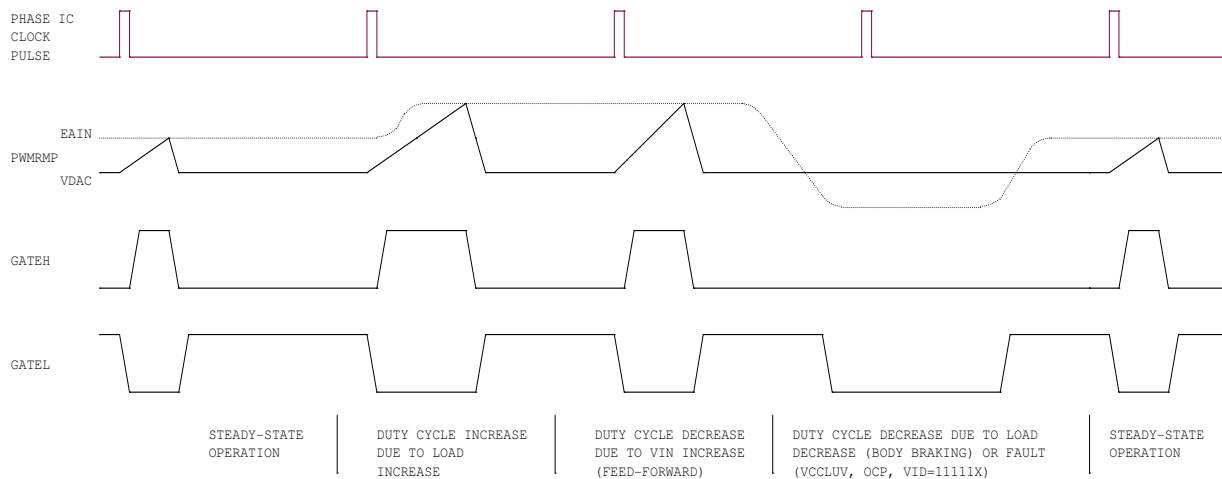 PHASE IC
CLOCK
PULSE
EAIN
PWMRMP
VDAC
GATEH
GATEL
STEADY-STATE
OPERATION
DUTY CYCLE INCREASE
DUE TO LOAD
INCREASE
DUTY CYCLE DECREASE
DUE TO VIN INCREASE
(FEED-FORWARD)
DUTY CYCLE DECREASE DUE TO LOAD
DECREASE (BODY BRAKING) OR FAULT
(VCCLUV, OCP, VID=11111X)
STEADY-STATE
OPERATION